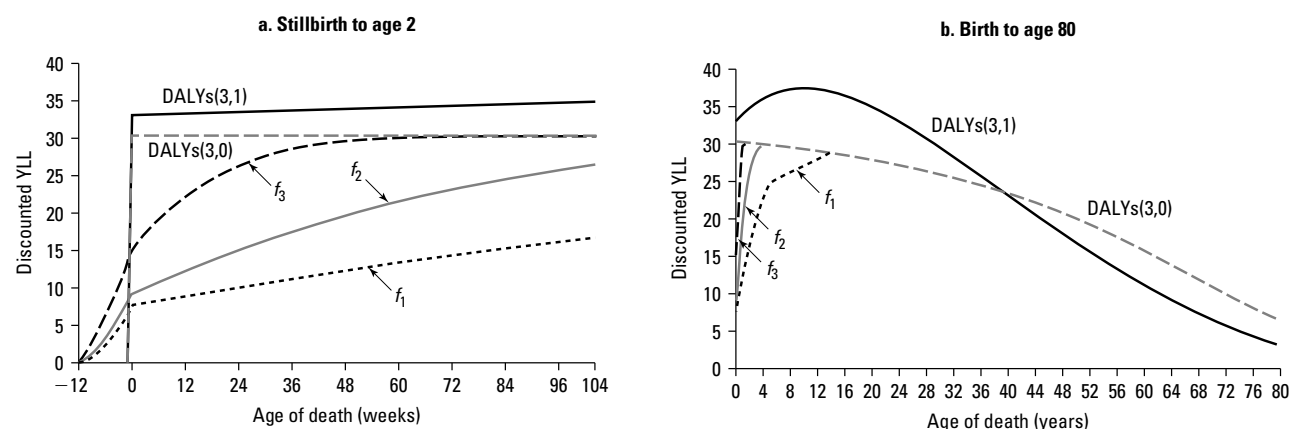 a. Stillbirth to age 2
40
35
30
25
20
15
10
5
0
Discounted YLL
DALYs(3,1)
DALYs(3,0)
f3
f2
f1
−12 0 12 24 36 48 60 72 84 96 104
Age of death (weeks)
b. Birth to age 80
40
35
30
25
20
15
10
5
0
Discounted YLL
DALYs(3,1)
f1
DALYs(3,0)
f2
f3
0 4 8 12 16 20 24 28 32 36 40 44 48 52 56 60 64 68 72 76 80
Age of death (years)